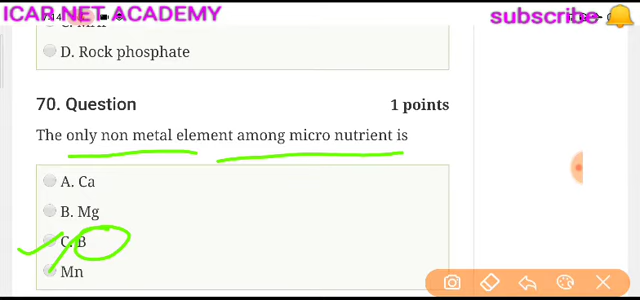 ICAR NET ACADEMY
subscribe
D. Rock phosphate
70. Question
1 points
The only non metal element among micro nutrient is
A. Ca
B. Mg
C. B
Mn